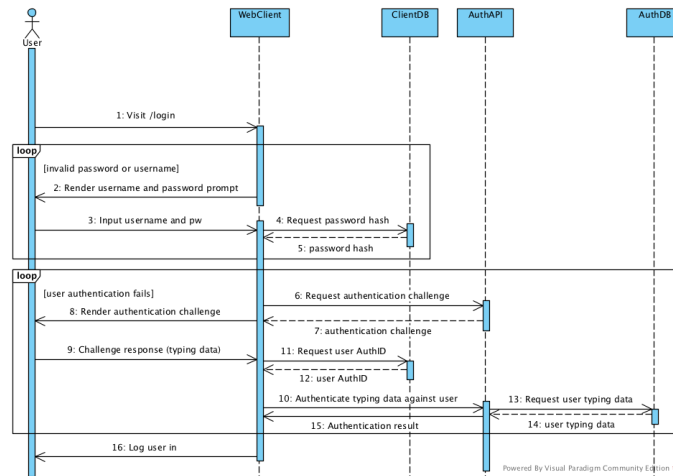 WebClient
ClientDB
AuthAPI
AuthDB
User
1: Visit /login
loop
[invalid password or username]
2: Render username and password prompt
3: Input username and pw
4: Request password hash
5: password hash
loop
[user authentication fails]
6: Request authentication challenge
8: Render authentication challenge
7: authentication challenge
9: Challenge response (typing data)
11: Request user AuthID
12: user AuthID
10: Authenticate typing data against user
13: Request user typing data
15: Authentication result
14: user typing data
16: Log user in
Powered By Visual Paradigm Community Edition